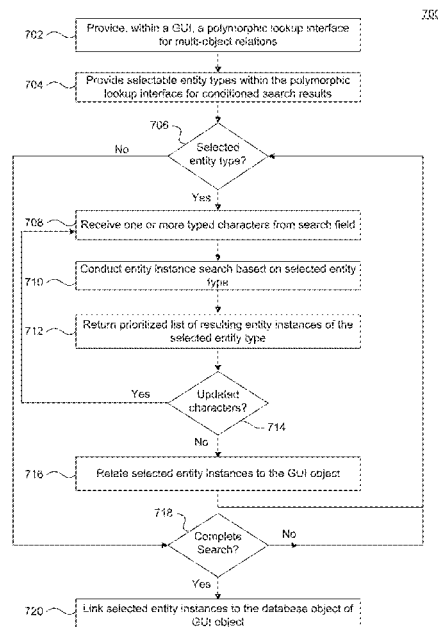 700
702
Provide, within a GUI, a polymorphic lookup interface
for multi-object relations
704
Provide selectable entity types within the polymorphic
lookup interface for conditioned search results
706
No
Selected
entity type?
Yes
708
Receive one or more typed characters from search field
710
Conduct entity instance search based on selected entity
type
712
Return prioritized list of resulting entity instances of the
selected entity type
Yes
Updated
characters?
714
No
716
Relate selected entity instances to the GUI object
718
Complete
Search?
No
Yes
720
Link selected entity instances to the database object of
GUI object